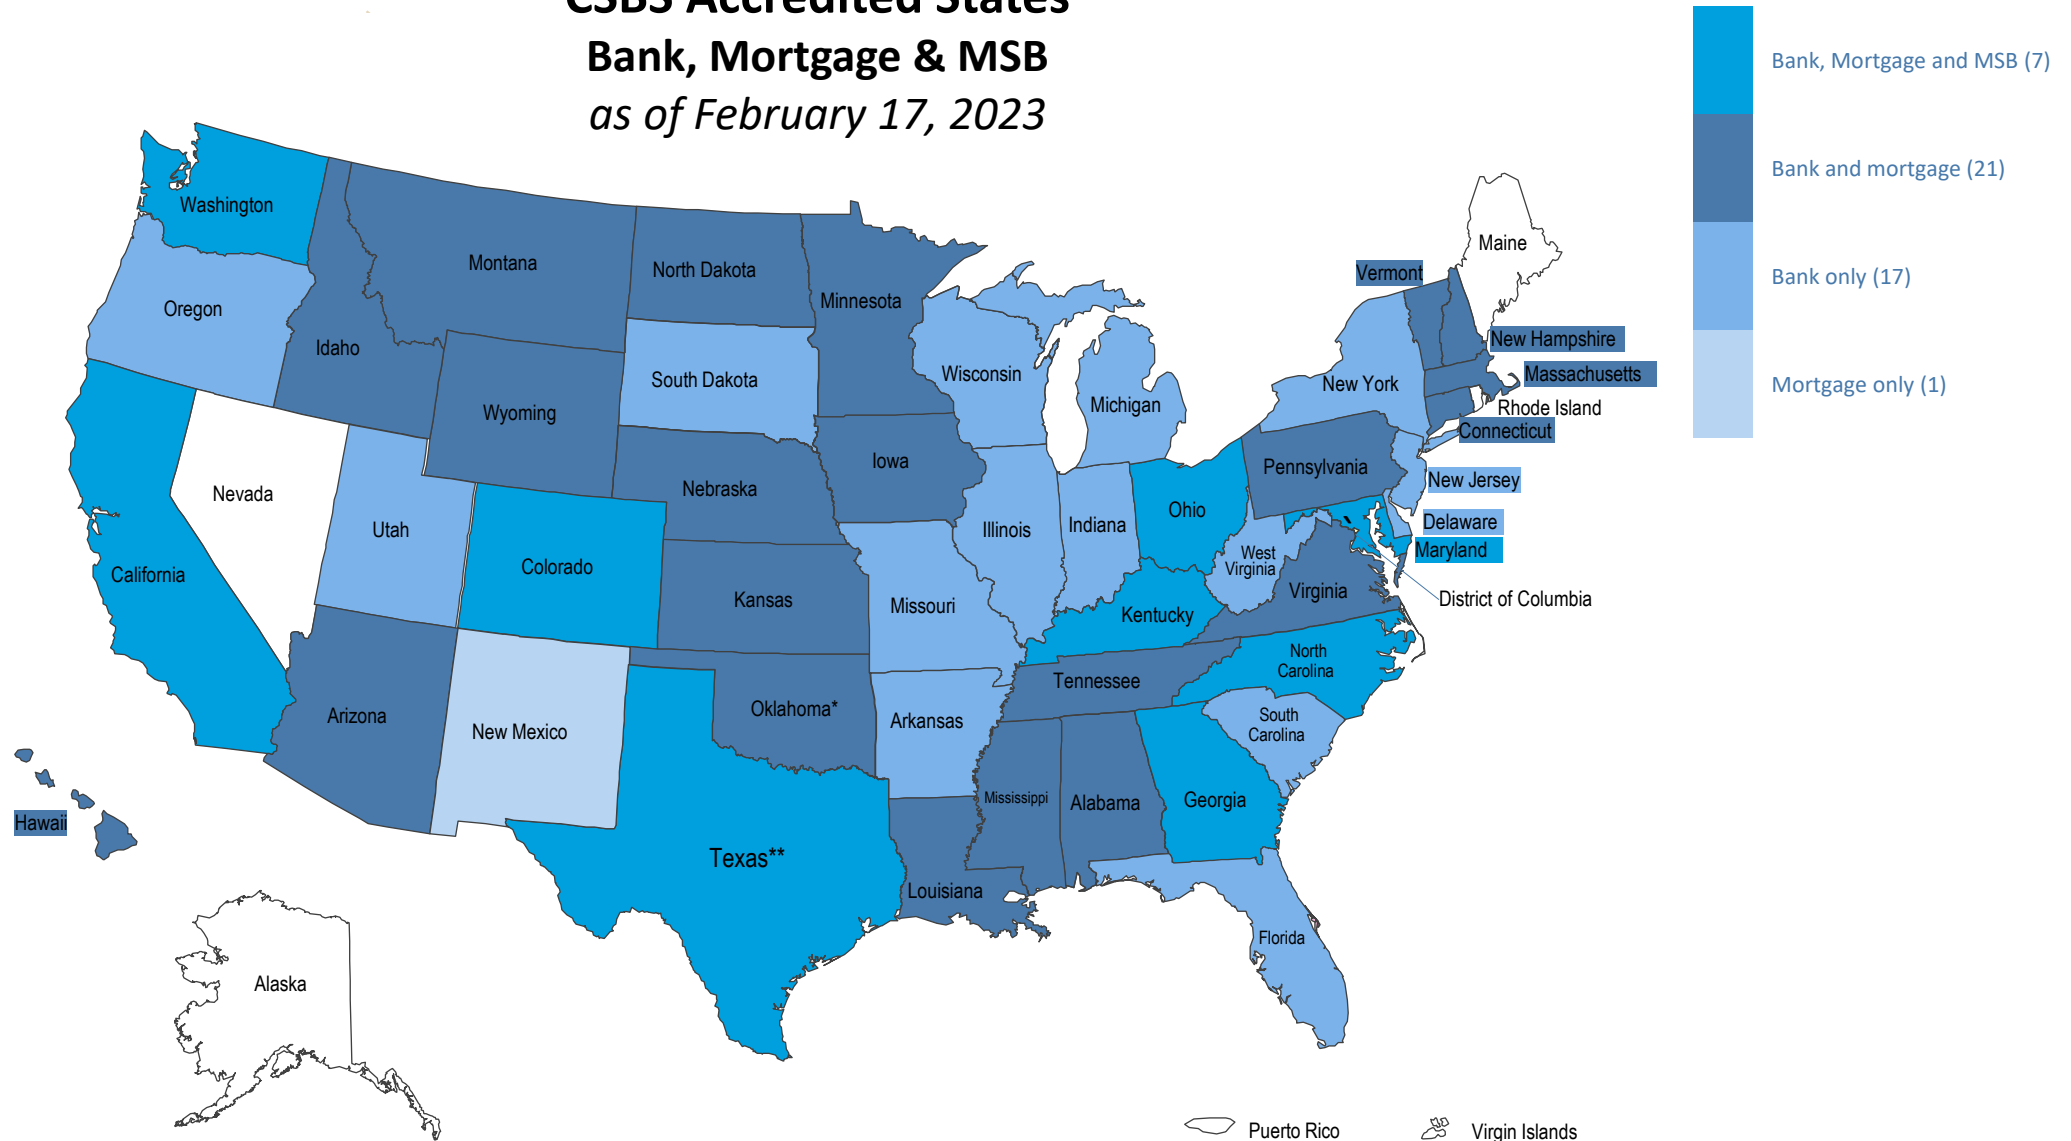 CSBS Accredited States
Bank, Mortgage & MSB
as of February 17, 2023
Bank, Mortgage and MSB (7)
Bank and mortgage (21)
Bank only (17)
Mortgage only (1)
Washington
Oregon
Idaho
Montana
North Dakota
Minnesota
Wyoming
South Dakota
Wisconsin
Michigan
Maine
Vermont
New Hampshire
New York
Massachusetts
Rhode Island
Connecticut
Nevada
Utah
California
Colorado
Nebraska
Iowa
Illinois
Indiana
Ohio
Pennsylvania
New Jersey
Delaware
Maryland
District of Columbia
West
Virginia
Virginia
Kansas
Missouri
Kentucky
North
Carolina
Tennessee
Arizona
New Mexico
Oklahoma*
Arkansas
South
Carolina
Mississippi
Alabama
Georgia
Hawaii
Texas**
Louisiana
Florida
Alaska
Puerto Rico
Virgin Islands